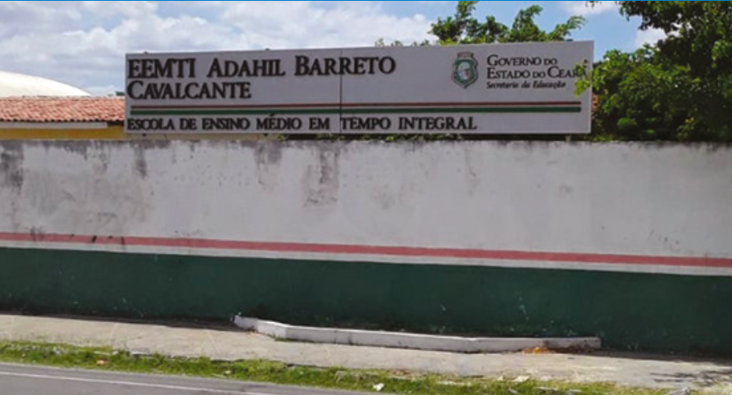 EEMTI ADAHIL BARRETO
CAVALCANTE
ESCOLA DE ENSINO MÉDIO EM TEMPO INTEGRAL
GOVERNO DO
ESTADO DO CEARÁ
Secretaria da Educação